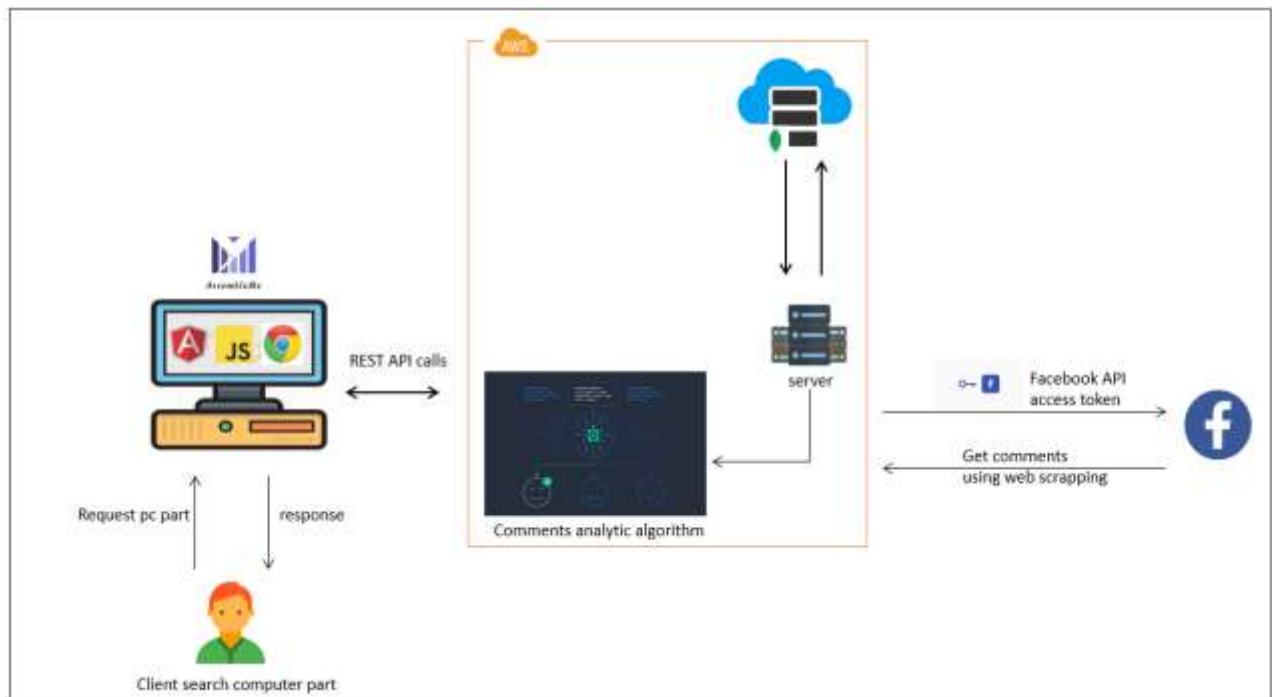 AWS
AssembleMe
JS
REST API calls
server
Facebook API
access token
Get comments
using web scrapping
Request pc part
response
Comments analytic algorithm
Client search computer part